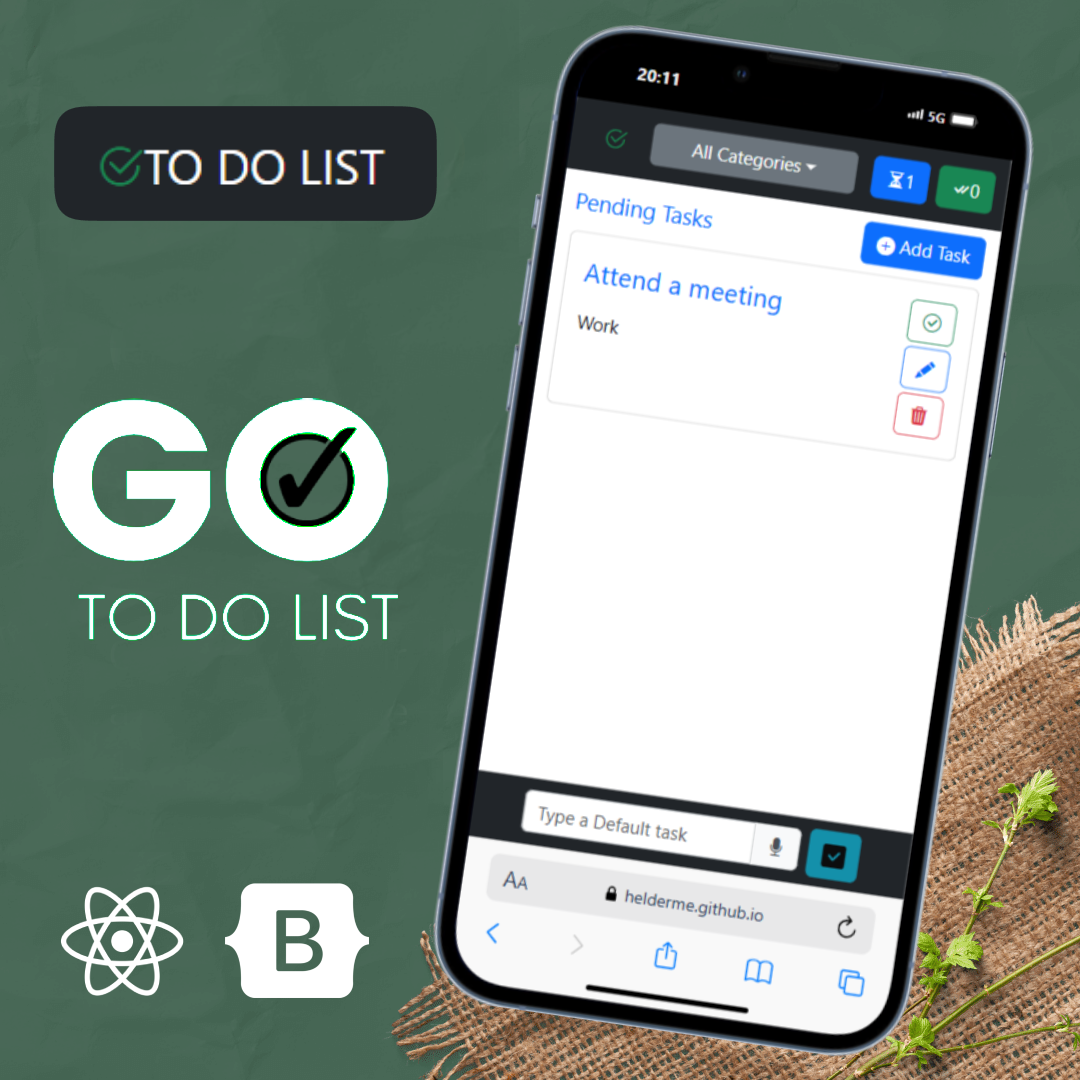 TO DO LIST
GO
TO DO LIST
B
20:11
5G
All Categories
1
0
Pending Tasks
Add Task
Attend a meeting
Work
Type a Default task
AA
helderme.github.io